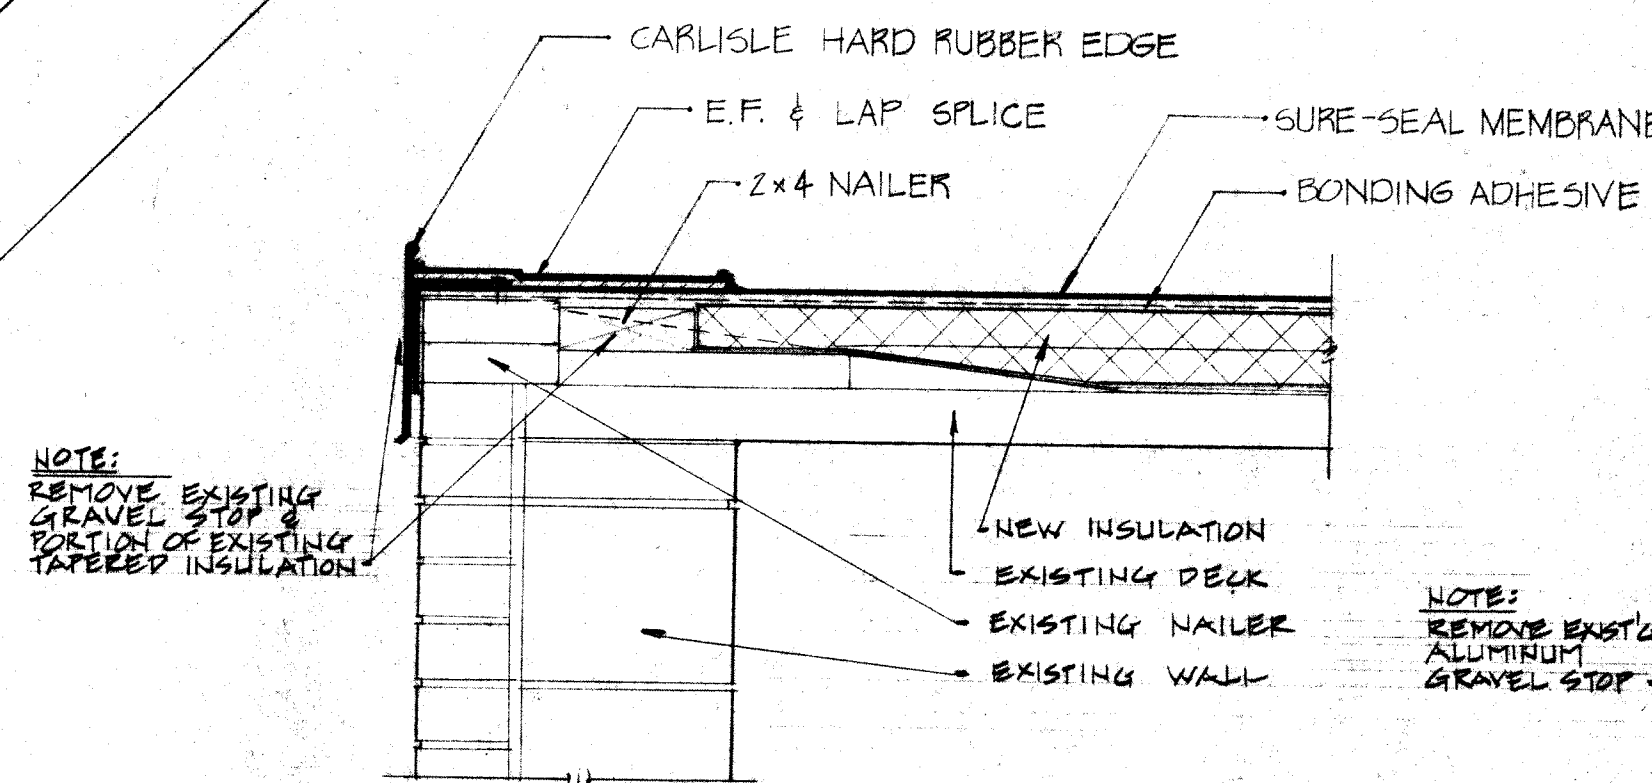 CARLISLE HARD RUBBER EDGE
E.F. & LAP SPLICE
2x4 NAILER
SURE-SEAL MEMBRANE
BONDING ADHESIVE
NOTE:
REMOVE EXISTING
GRAVEL STOP &
PORTION OF EXISTING
TAPERED INSULATION
NEW INSULATION
EXISTING DECK
EXISTING NAILER
EXISTING WALL
NOTE:
REMOVE EXIST'G
ALUMINUM
GRAVEL STOP